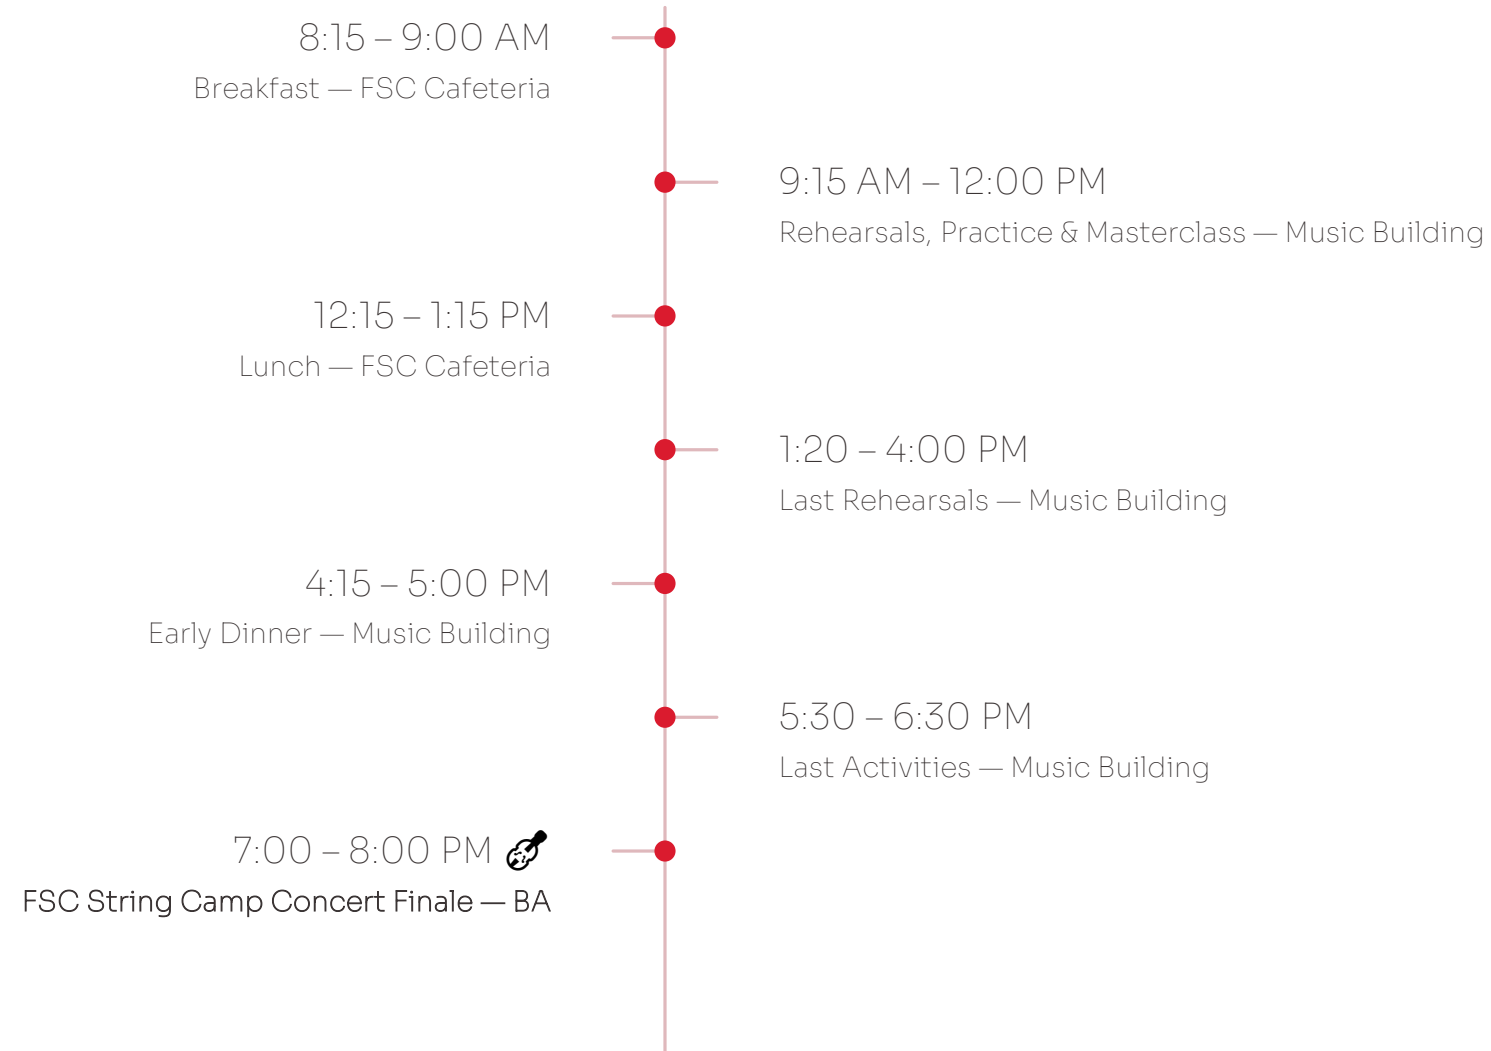 8:15 – 9:00 AM
Breakfast — FSC Cafeteria
9:15 AM – 12:00 PM
Rehearsals, Practice & Masterclass — Music Building
12:15 – 1:15 PM
Lunch — FSC Cafeteria
1:20 – 4:00 PM
Last Rehearsals — Music Building
4:15 – 5:00 PM
Early Dinner — Music Building
5:30 – 6:30 PM
Last Activities — Music Building
7:00 – 8:00 PM
FSC String Camp Concert Finale — BA